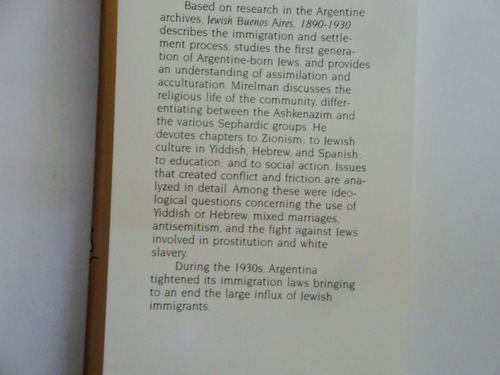 Based on research in the Argentine
archives, Jewish Buenos Aires, 1890-1930
describes the immigration and settle-
ment process, studies the first genera-
tion of Argentine-born Jews, and provides
an understanding of assimilation and
acculturation. Mirelman discusses the
religious life of the community, differ-
entiating between the Ashkenazim and
the various Sephardic groups. He
devotes chapters to Zionism; to Jewish
culture in Yiddish, Hebrew, and Spanish;
to education; and to social action. Issues
that created conflict and friction are ana-
lyzed in detail. Among these were ideo-
logical questions concerning the use of
Yiddish or Hebrew, mixed marriages,
antisemitism, and the fight against Jews
involved in prostitution and white
slavery.
During the 1930s, Argentina
tightened its immigration laws bringing
to an end the large influx of Jewish
immigrants.